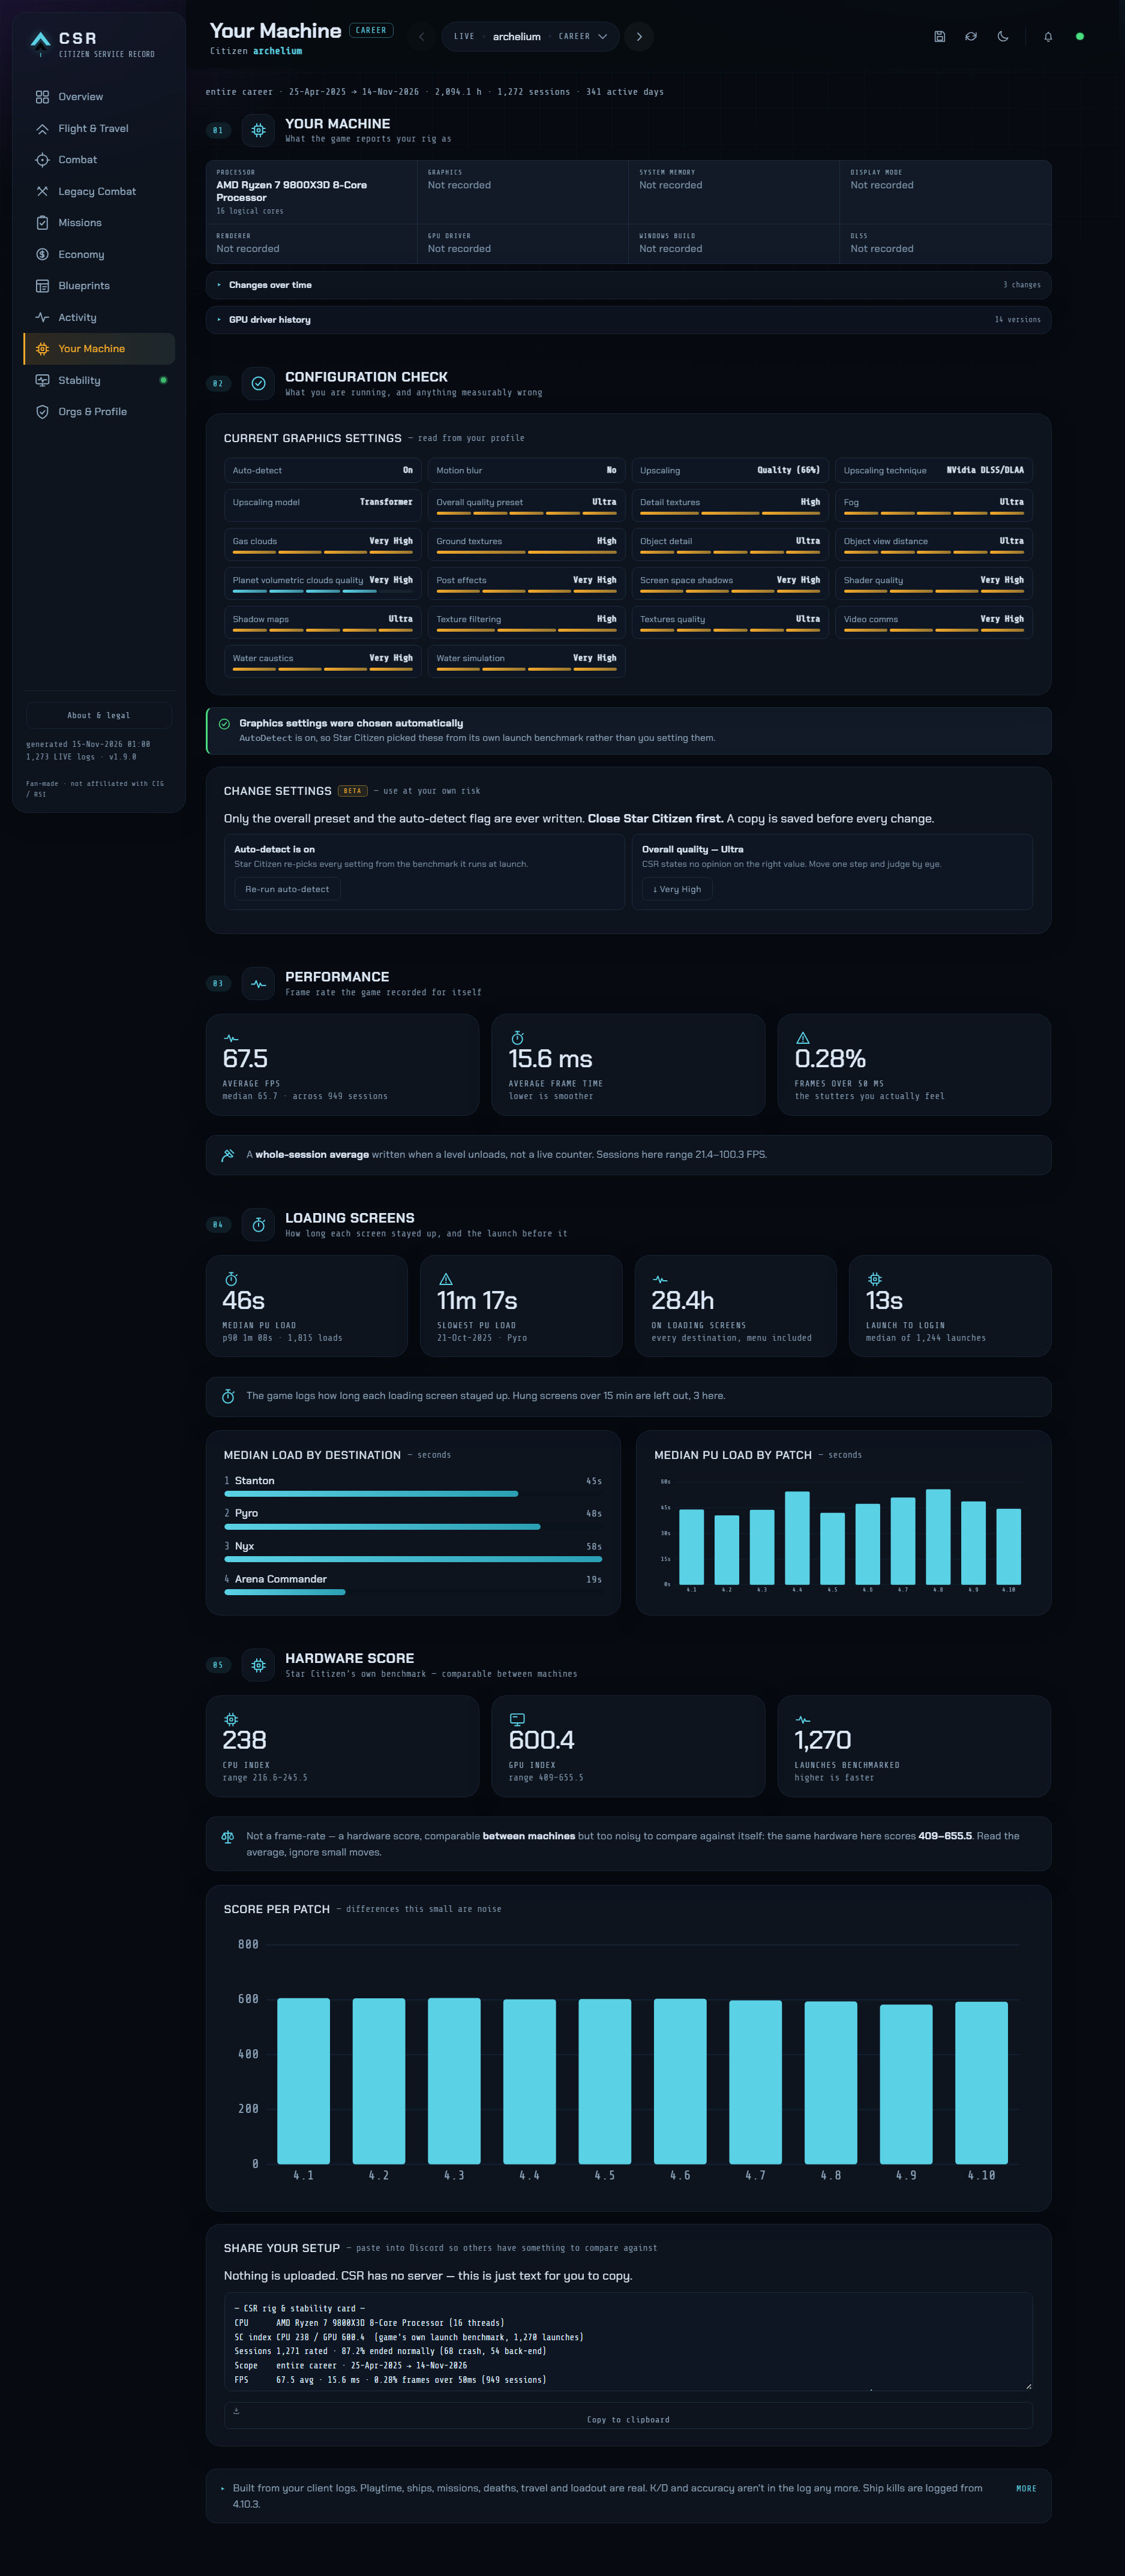 CSR
CITIZEN SERVICE RECORD
Overview
Flight & Travel
Combat
Legacy Combat
Missions
Economy
Blueprints
Activity
Your Machine
Stability
Orgs & Profile
About & legal
generated 15-Nov-2026 01:00
1,273 LIVE logs · v1.9.0
Fan-made · not affiliated with CIG
/ RSI
Your Machine CAREER
Citizen archelium
LIVE · archelium · CAREER
entire career · 25-Apr-2025 → 14-Nov-2026 · 2,094.1 h · 1,272 sessions · 341 active days
01 YOUR MACHINE
What the game reports your rig as
PROCESSOR
AMD Ryzen 7 9800X3D 8-Core
Processor
16 logical cores
GRAPHICS
Not recorded
SYSTEM MEMORY
Not recorded
DISPLAY MODE
Not recorded
RENDERER
Not recorded
GPU DRIVER
Not recorded
WINDOWS BUILD
Not recorded
DLSS
Not recorded
Changes over time 3 changes
GPU driver history 14 versions
02 CONFIGURATION CHECK
What you are running, and anything measurably wrong
CURRENT GRAPHICS SETTINGS — read from your profile
Auto-detect On
Motion blur No
Upscaling Quality (66%)
Upscaling technique NVidia DLSS/DLAA
Upscaling model Transformer
Overall quality preset Ultra
Detail textures High
Fog Ultra
Gas clouds Very High
Ground textures High
Object detail Ultra
Object view distance Ultra
Planet volumetric clouds quality Very High
Post effects Very High
Screen space shadows Very High
Shader quality Very High
Shadow maps Ultra
Texture filtering High
Textures quality Ultra
Video comms Very High
Water caustics Very High
Water simulation Very High
Graphics settings were chosen automatically
AutoDetect is on, so Star Citizen picked these from its own launch benchmark rather than you setting them.
CHANGE SETTINGS BETA — use at your own risk
Only the overall preset and the auto-detect flag are ever written. Close Star Citizen first. A copy is saved before every change.
Auto-detect is on
Star Citizen re-picks every setting from the benchmark it runs at launch.
Re-run auto-detect
Overall quality — Ultra
CSR states no opinion on the right value. Move one step and judge by eye.
↓ Very High
03 PERFORMANCE
Frame rate the game recorded for itself
67.5
AVERAGE FPS
median 65.7 · across 949 sessions
15.6 ms
AVERAGE FRAME TIME
lower is smoother
0.28%
FRAMES OVER 50 MS
the stutters you actually feel
A whole-session average written when a level unloads, not a live counter. Sessions here range 21.4–100.3 FPS.
04 LOADING SCREENS
How long each screen stayed up, and the launch before it
46s
MEDIAN PU LOAD
p90 1m 08s · 1,815 loads
11m 17s
SLOWEST PU LOAD
21-Oct-2025 · Pyro
28.4h
ON LOADING SCREENS
every destination, menu included
13s
LAUNCH TO LOGIN
median of 1,244 launches
The game logs how long each loading screen stayed up. Hung screens over 15 min are left out, 3 here.
MEDIAN LOAD BY DESTINATION — seconds
1 Stanton 45s
2 Pyro 48s
3 Nyx 58s
4 Arena Commander 19s
MEDIAN PU LOAD BY PATCH — seconds
60s
45s
30s
15s
0s
4.1 4.2 4.3 4.4 4.5 4.6 4.7 4.8 4.9 4.10
05 HARDWARE SCORE
Star Citizen's own benchmark — comparable between machines
238
CPU INDEX
range 216.6–245.5
600.4
GPU INDEX
range 409–655.5
1,270
LAUNCHES BENCHMARKED
higher is faster
Not a frame-rate — a hardware score, comparable between machines but too noisy to compare against itself: the same hardware here scores 409–655.5. Read the
average, ignore small moves.
SCORE PER PATCH — differences this small are noise
800
600
400
200
0
4.1 4.2 4.3 4.4 4.5 4.6 4.7 4.8 4.9 4.10
SHARE YOUR SETUP — paste into Discord so others have something to compare against
Nothing is uploaded. CSR has no server — this is just text for you to copy.
— CSR rig & stability card —
CPU AMD Ryzen 7 9800X3D 8-Core Processor (16 threads)
SC index CPU 238 / GPU 600.4 (game's own launch benchmark, 1,270 launches)
Sessions 1,271 rated · 87.2% ended normally (68 crash, 54 back-end)
Scope entire career · 25-Apr-2025 → 14-Nov-2026
FPS 67.5 avg · 15.6 ms · 0.28% frames over 50ms (949 sessions)
Copy to clipboard
Built from your client logs. Playtime, ships, missions, deaths, travel and loadout are real. K/D and accuracy aren't in the log any more. Ship kills are logged from
4.10.3.
MORE